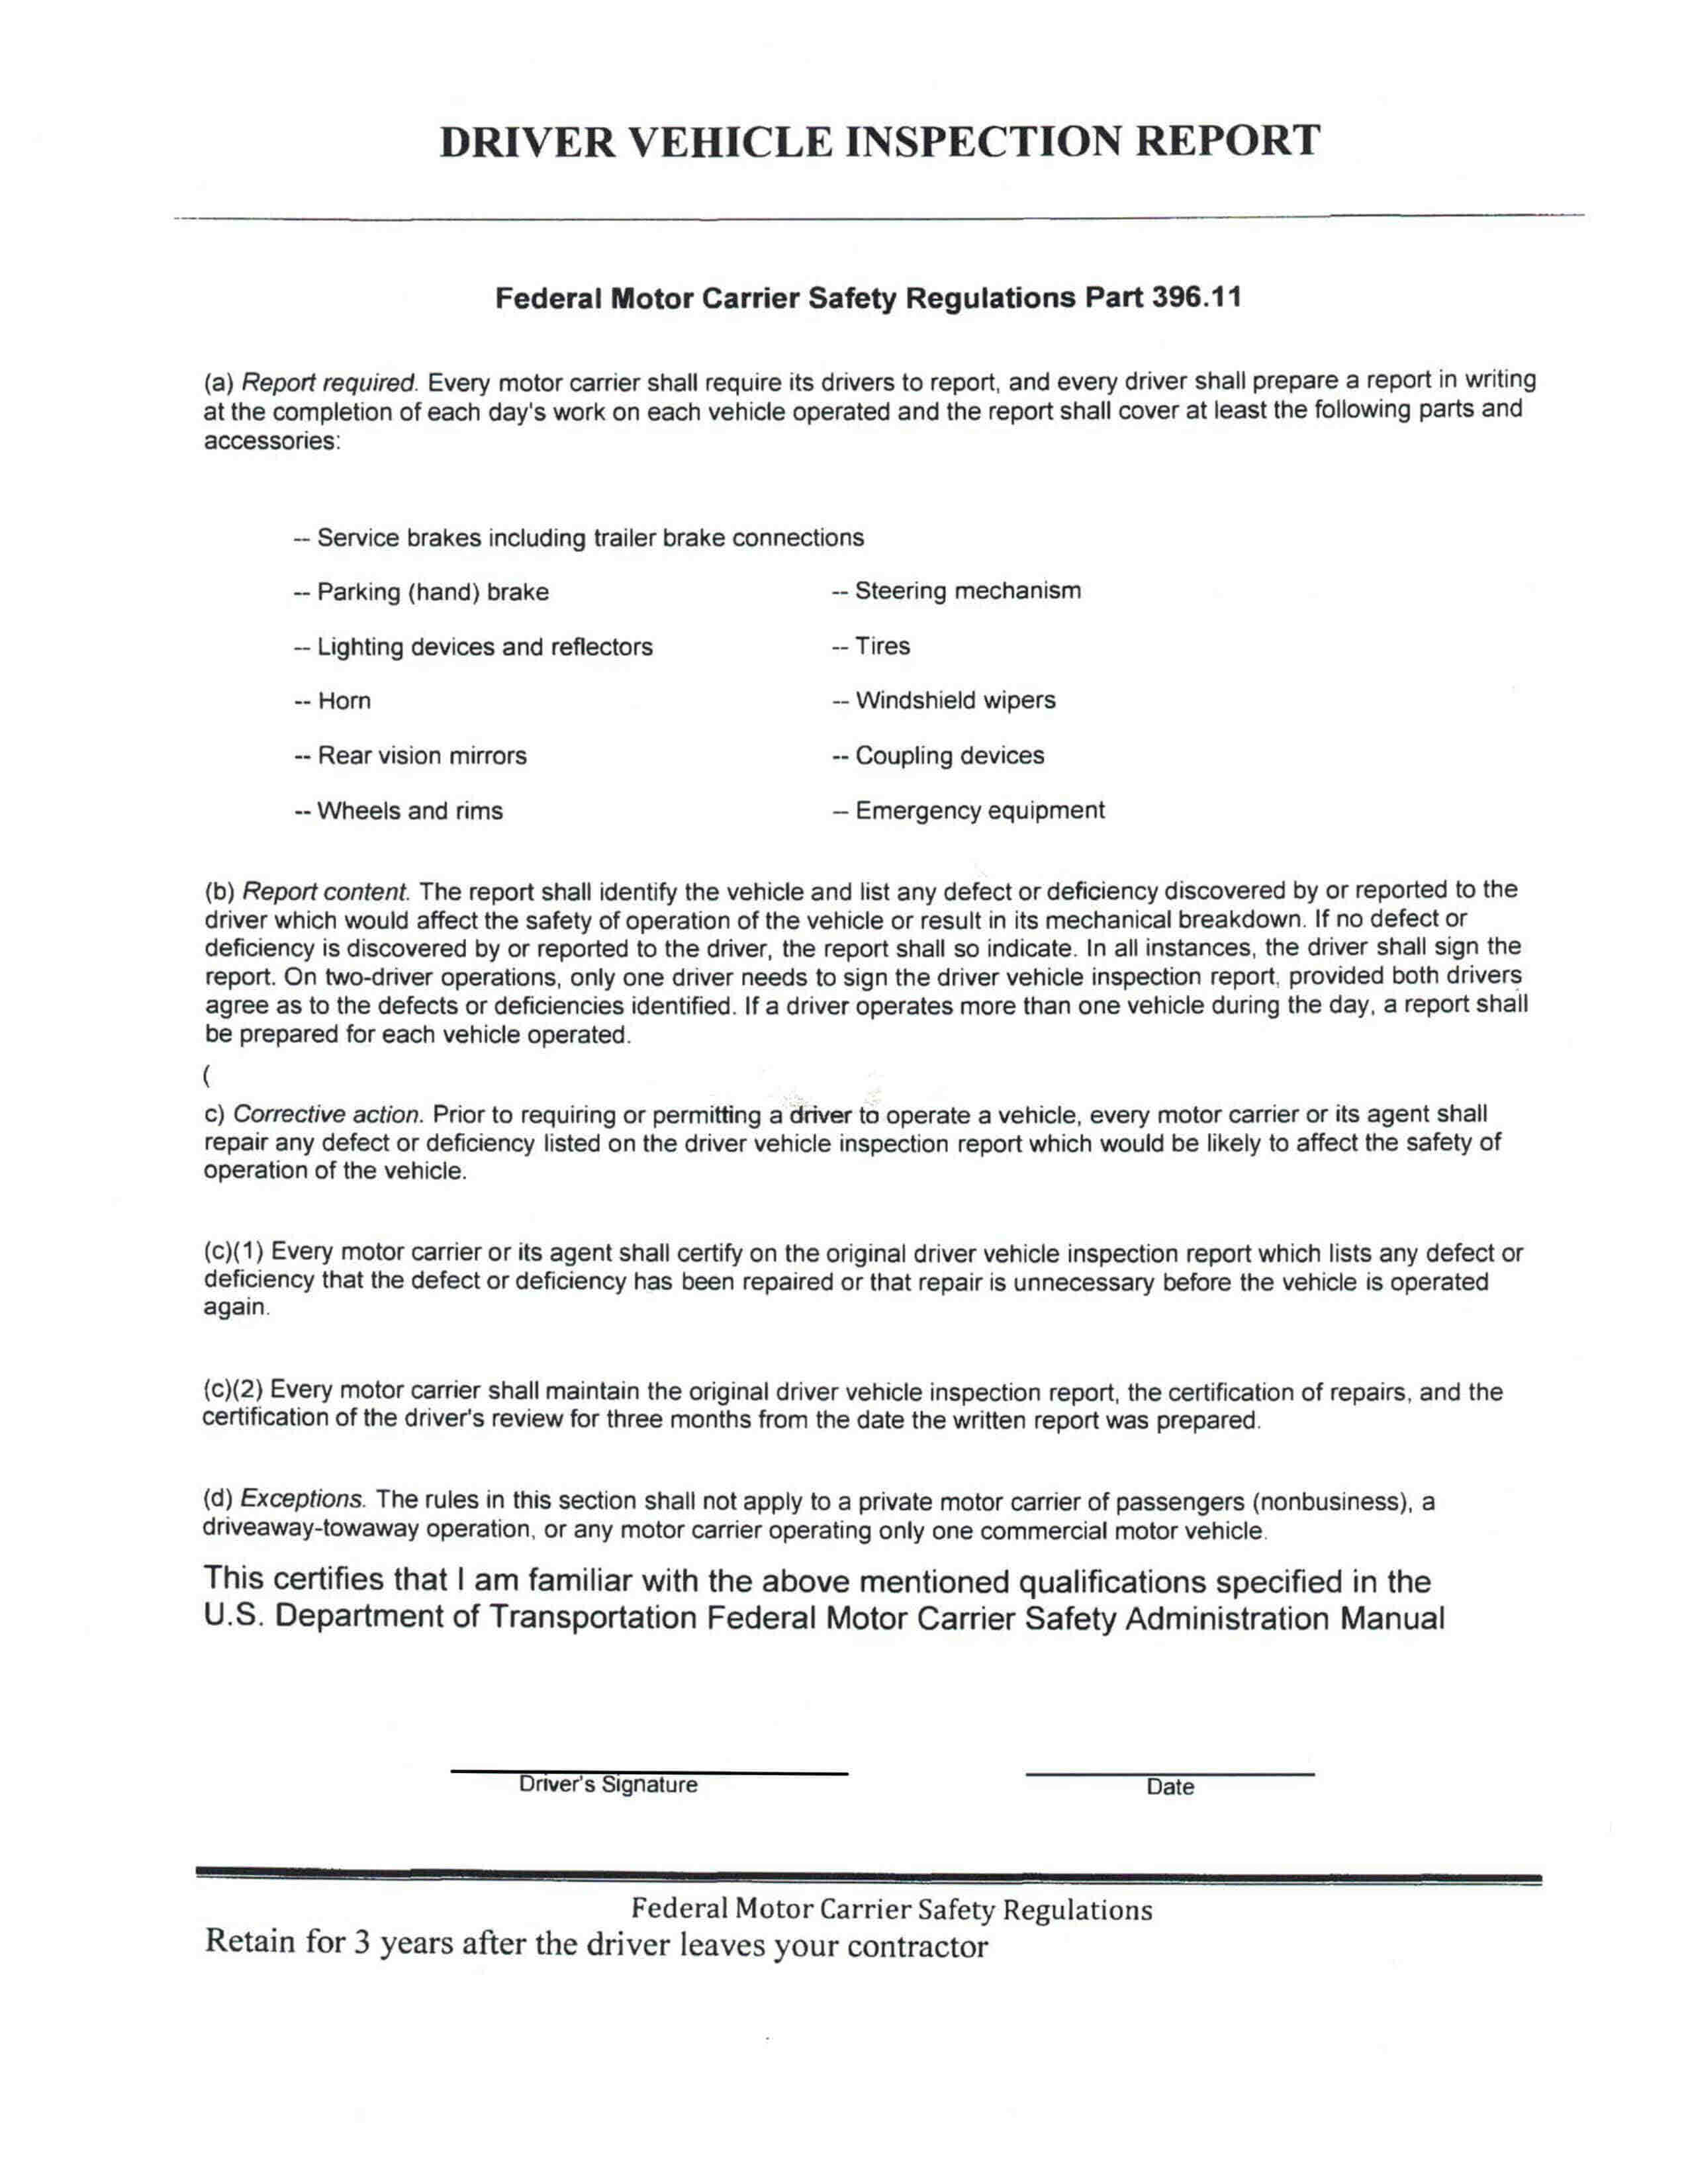 DRIVER VEHICLE INSPECTION REPORT
Federal Motor Carrier Safety Regulations Part 396.11
(a) Report required. Every motor carrier shall require its drivers to report, and every driver shall prepare a report in writing
at the completion of each day's work on each vehicle operated and the report shall cover at least the following parts and
accessories:
-- Service brakes including trailer brake connections
-- Parking (hand) brake
-- Steering mechanism
-- Lighting devices and reflectors
-- Tires
-- Horn
-- Windshield wipers
-- Rear vision mirrors
-- Coupling devices
-- Wheels and rims
-- Emergency equipment
(b) Report content. The report shall identify the vehicle and list any defect or deficiency discovered by or reported to the
driver which would affect the safety of operation of the vehicle or result in its mechanical breakdown. If no defect or
deficiency is discovered by or reported to the driver, the report shall so indicate. In all instances, the driver shall sign the
report. On two-driver operations, only one driver needs to sign the driver vehicle inspection report, provided both drivers
agree as to the defects or deficiencies identified. If a driver operates more than one vehicle during the day, a report shall
be prepared for each vehicle operated.
(
c) Corrective action. Prior to requiring or permitting a driver to operate a vehicle, every motor carrier or its agent shall
repair any defect or deficiency listed on the driver vehicle inspection report which would be likely to affect the safety of
operation of the vehicle.
(c)(1) Every motor carrier or its agent shall certify on the original driver vehicle inspection report which lists any defect or
deficiency that the defect or deficiency has been repaired or that repair is unnecessary before the vehicle is operated
again.
(c)(2) Every motor carrier shall maintain the original driver vehicle inspection report, the certification of repairs, and the
certification of the driver's review for three months from the date the written report was prepared.
(d) Exceptions. The rules in this section shall not apply to a private motor carrier of passengers (nonbusiness), a
driveaway-towaway operation, or any motor carrier operating only one commercial motor vehicle.
This certifies that I am familiar with the above mentioned qualifications specified in the
U.S. Department of Transportation Federal Motor Carrier Safety Administration Manual
Driver's Signature
Date
Federal Motor Carrier Safety Regulations
Retain for 3 years after the driver leaves your contractor